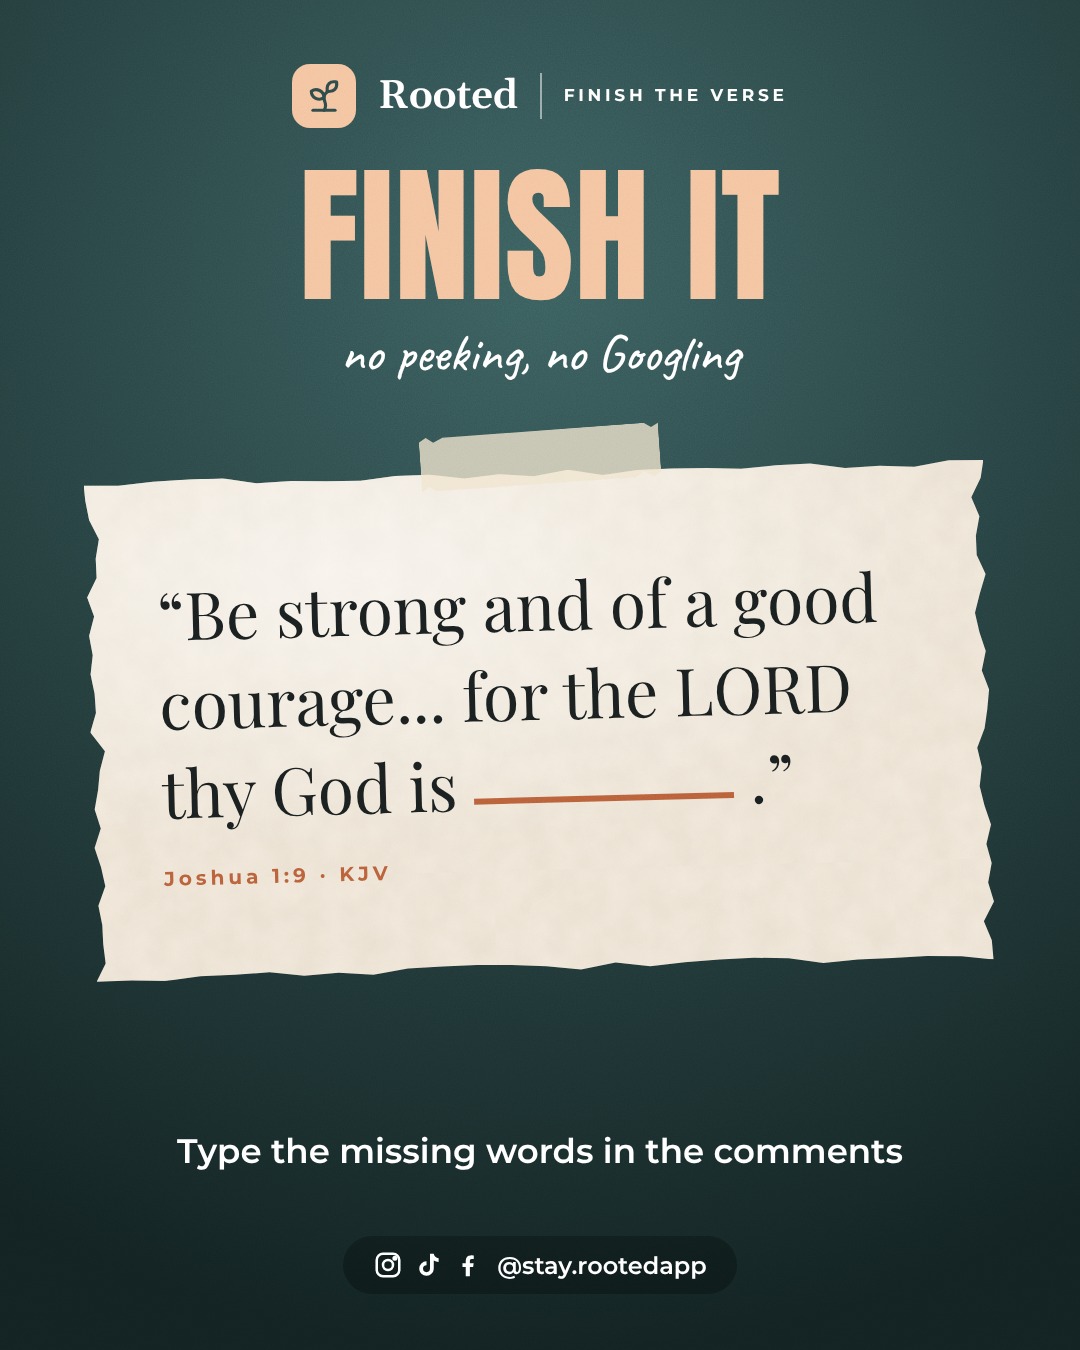 Rooted
FINISH THE VERSE
FINISH IT
no peeking, no Googling
“Be strong and of a good
courage... for the LORD
thy God is ________ .”
Joshua 1:9 · KJV
Type the missing words in the comments
@stay.rootedapp